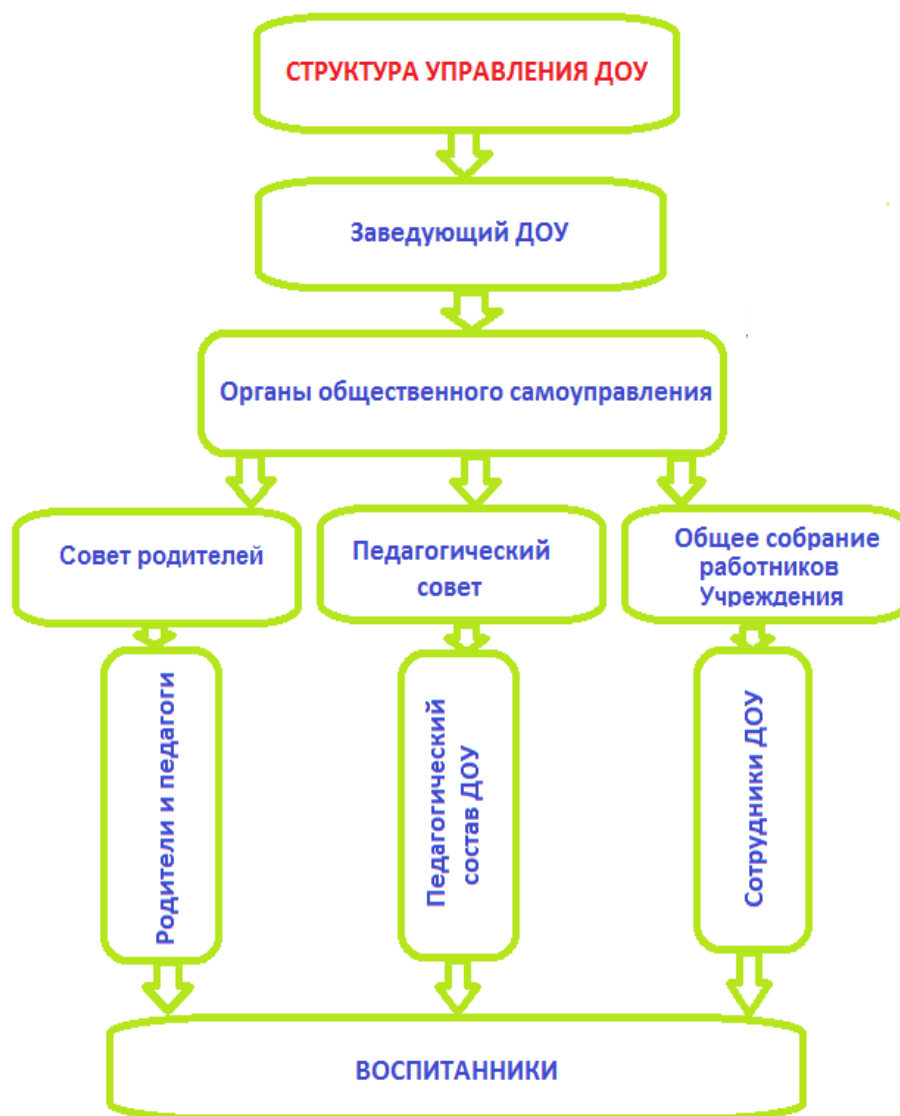 СТРУКТУРА УПРАВЛЕНИЯ ДОУ
Заведующий ДОУ
Органы общественного самоуправления
Совет родителей
Педагогический
совет
Общее собрание
работников
Учреждения
Родители и педагоги
Педагогический
состав ДОУ
Сотрудники ДОУ
ВОСПИТАННИКИ